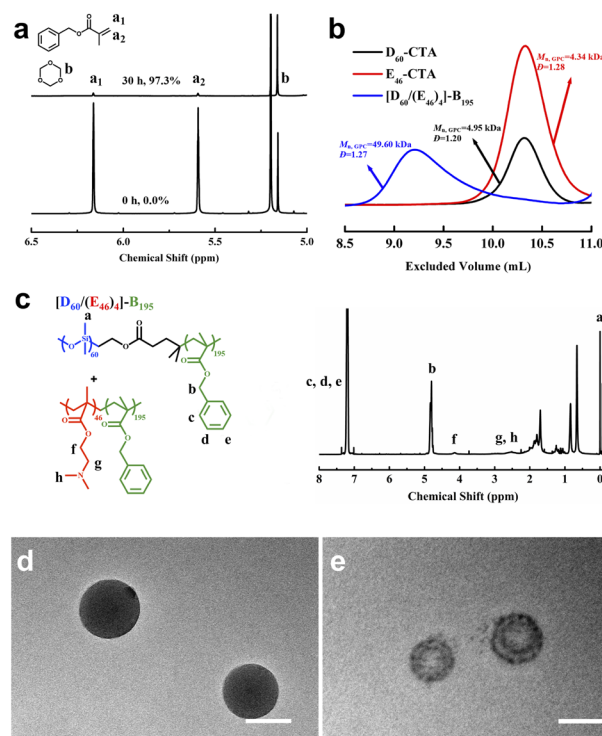 a
a1
a2
b
30 h, 97.3%
a1
a2
b
0 h, 0.0%
6.5
6.0
5.5
5.0
Chemical Shift (ppm)
b
D60-CTA
E46-CTA
[D60/(E46)4]-B195
Mn, GPC=4.34 kDa
Đ=1.28
Mn, GPC=49.60 kDa
Đ=1.27
Mn, GPC=4.95 kDa
Đ=1.20
8.5
9.0
9.5
10.0
10.5
11.0
Excluded Volume (mL)
c
[D60/(E46)4]-B195
a
O
Si
60
O
O
195
O
O
b
c
d
e
+
46
195
O
O
O
O
f
g
h
N
c, d, e
b
f
g, h
a
8
7
6
5
4
3
2
1
0
Chemical Shift (ppm)
d
e